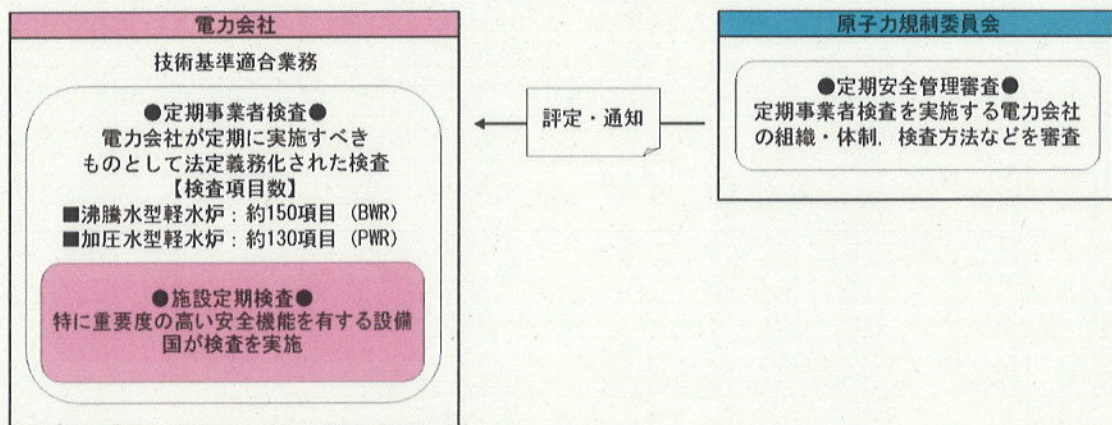 電力会社
技術基準適合業務
●定期事業者検査●
電力会社が定期に実施すべき
ものとして法定義務化された検査
【検査項目数】
■沸騰水型軽水炉：約150項目（BWR）
■加圧水型軽水炉：約130項目（PWR）
●施設定期検査●
特に重要度の高い安全機能を有する設備
国が検査を実施
評定・通知
原子力規制委員会
●定期安全管理審査●
定期事業者検査を実施する電力会社
の組織・体制，検査方法などを審査